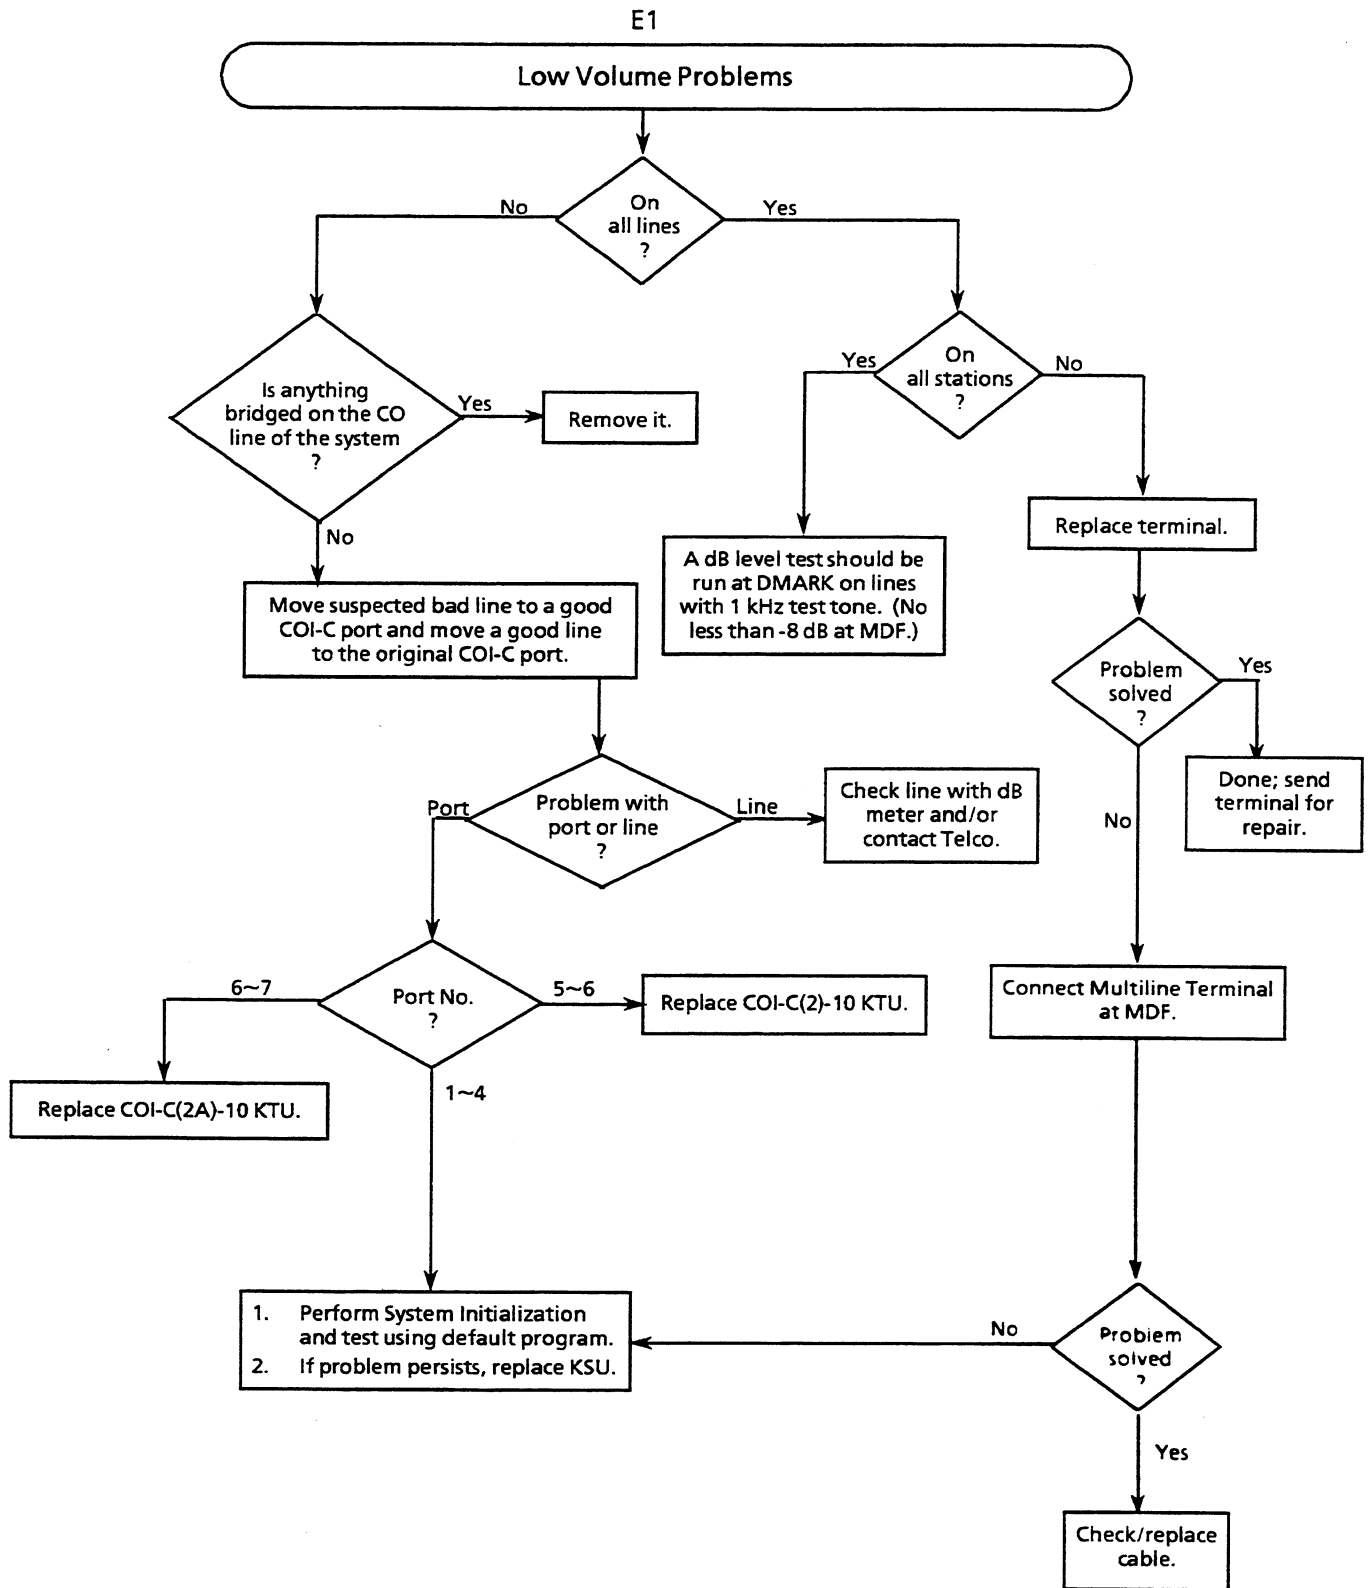 E1
Low Volume Problems
On
all lines
?
No
Yes
On
all stations
?
Yes
No
Is anything
bridged on the CO
line of the system
?
Yes
Remove it.
No
Replace terminal.
A dB level test should be
run at DMARK on lines
with 1 kHz test tone. (No
less than -8 dB at MDF.)
Move suspected bad line to a good
COI-C port and move a good line
to the original COI-C port.
Problem
solved
?
Yes
Done; send
terminal for
repair.
No
Problem with
port or line
?
Port
Line
Check line with dB
meter and/or
contact Telco.
Port No.
?
6~7
5~6
1~4
Replace COI-C(2)-10 KTU.
Connect Multiline Terminal
at MDF.
Replace COI-C(2A)-10 KTU.
1. Perform System Initialization
and test using default program.
2. If problem persists, replace KSU.
No
Problem
solved
?
Yes
Check/replace
cable.